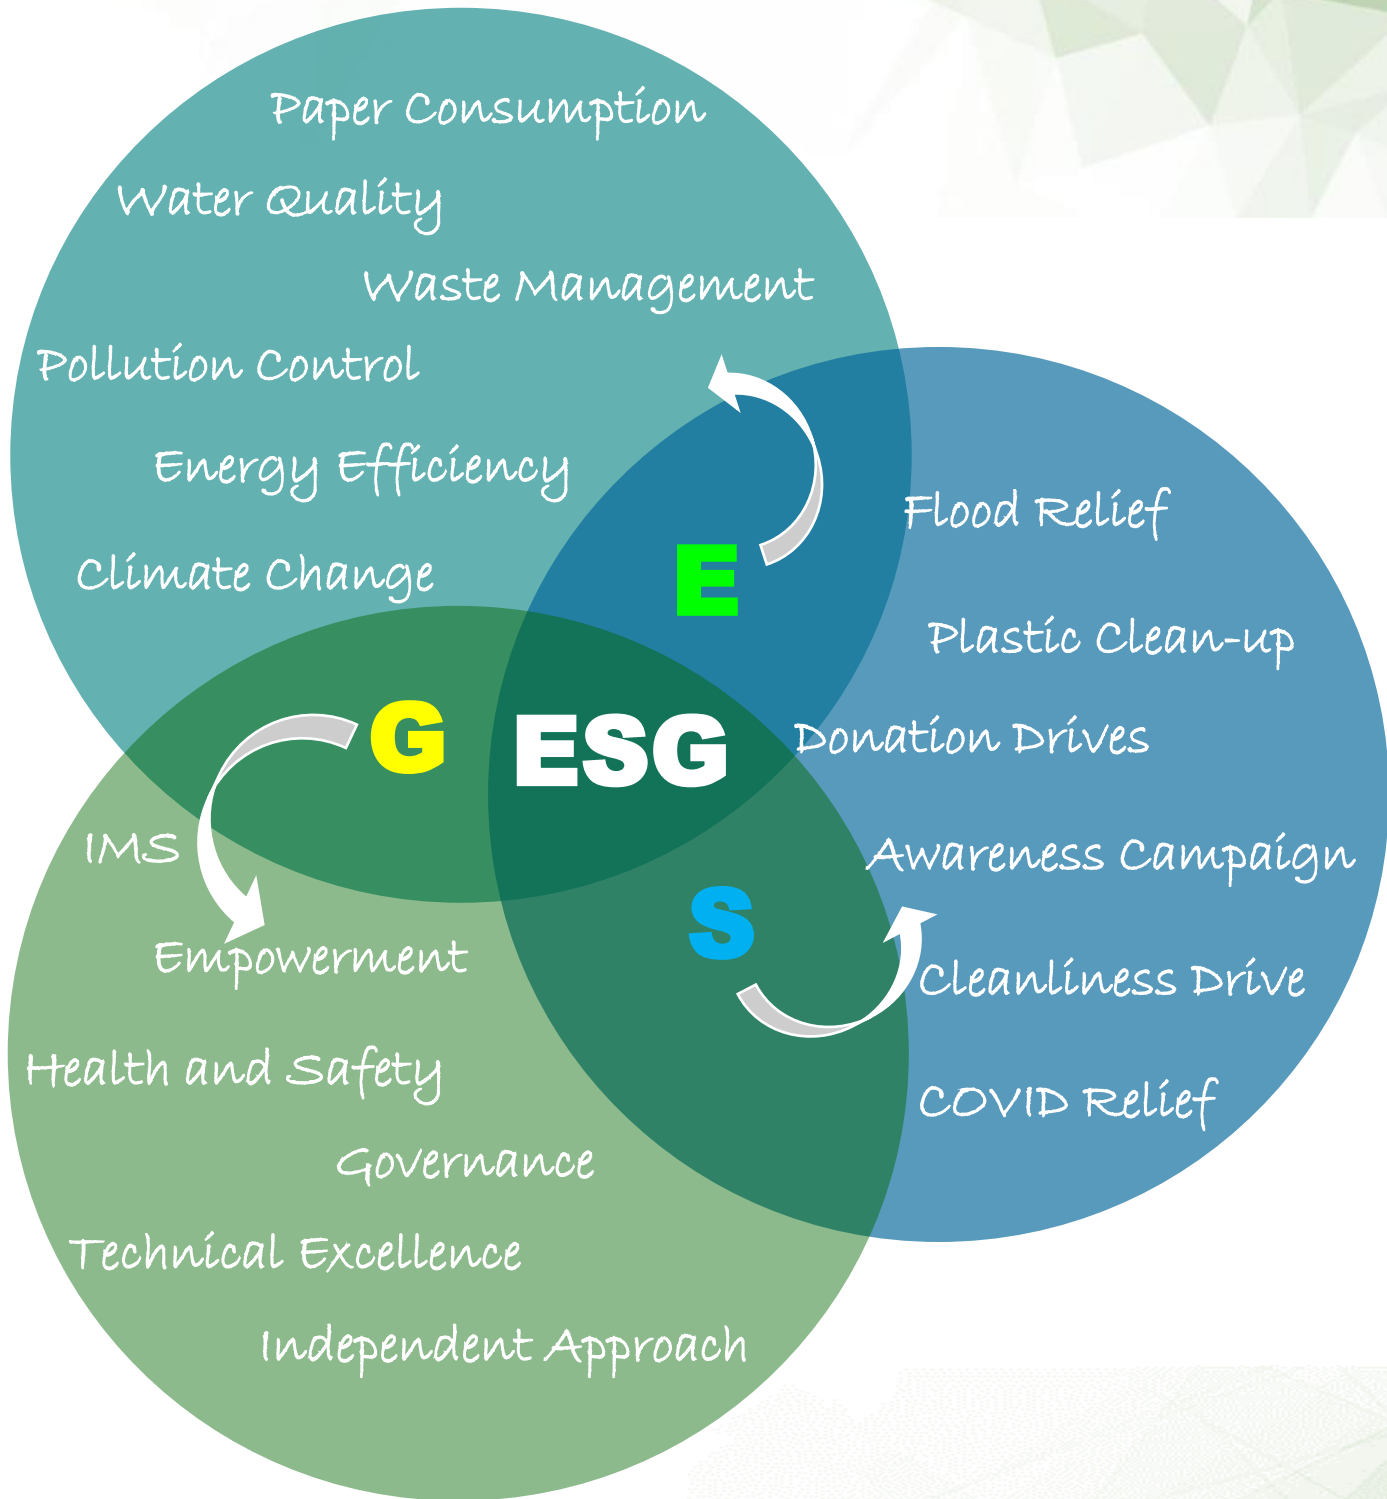 Paper Consumption
Water Quality
Waste Management
Pollution Control
Energy Efficiency
Climate Change
E
Flood Relief
Plastic Clean-up
Donation Drives
Awareness Campaign
Cleanliness Drive
COVID Relief
G
ESG
S
IMS
Empowerment
Health and Safety
Governance
Technical Excellence
Independent Approach